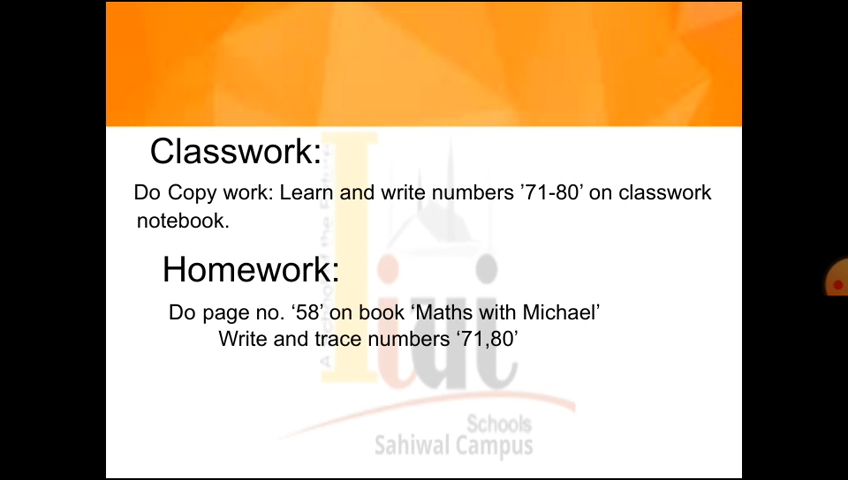 Classwork:
Do Copy work: Learn and write numbers ’71-80’ on classwork
notebook.
Homework:
Do page no. ‘58’ on book ‘Maths with Michael’
Write and trace numbers ‘71,80’
iiui
Schools
Sahiwal Campus